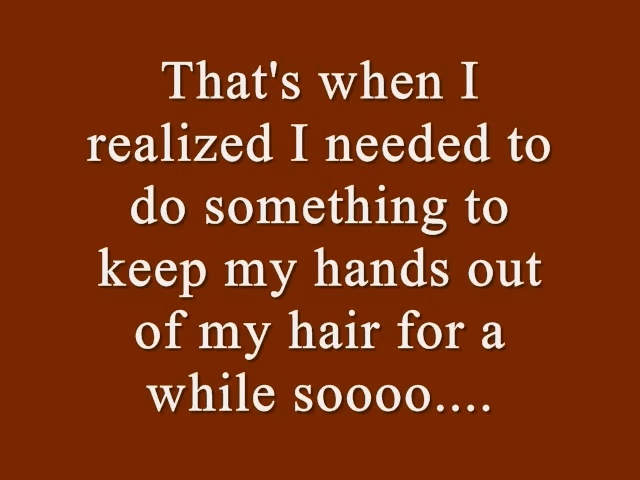 That's when I
realized I needed to
do something to
keep my hands out
of my hair for a
while soooo....